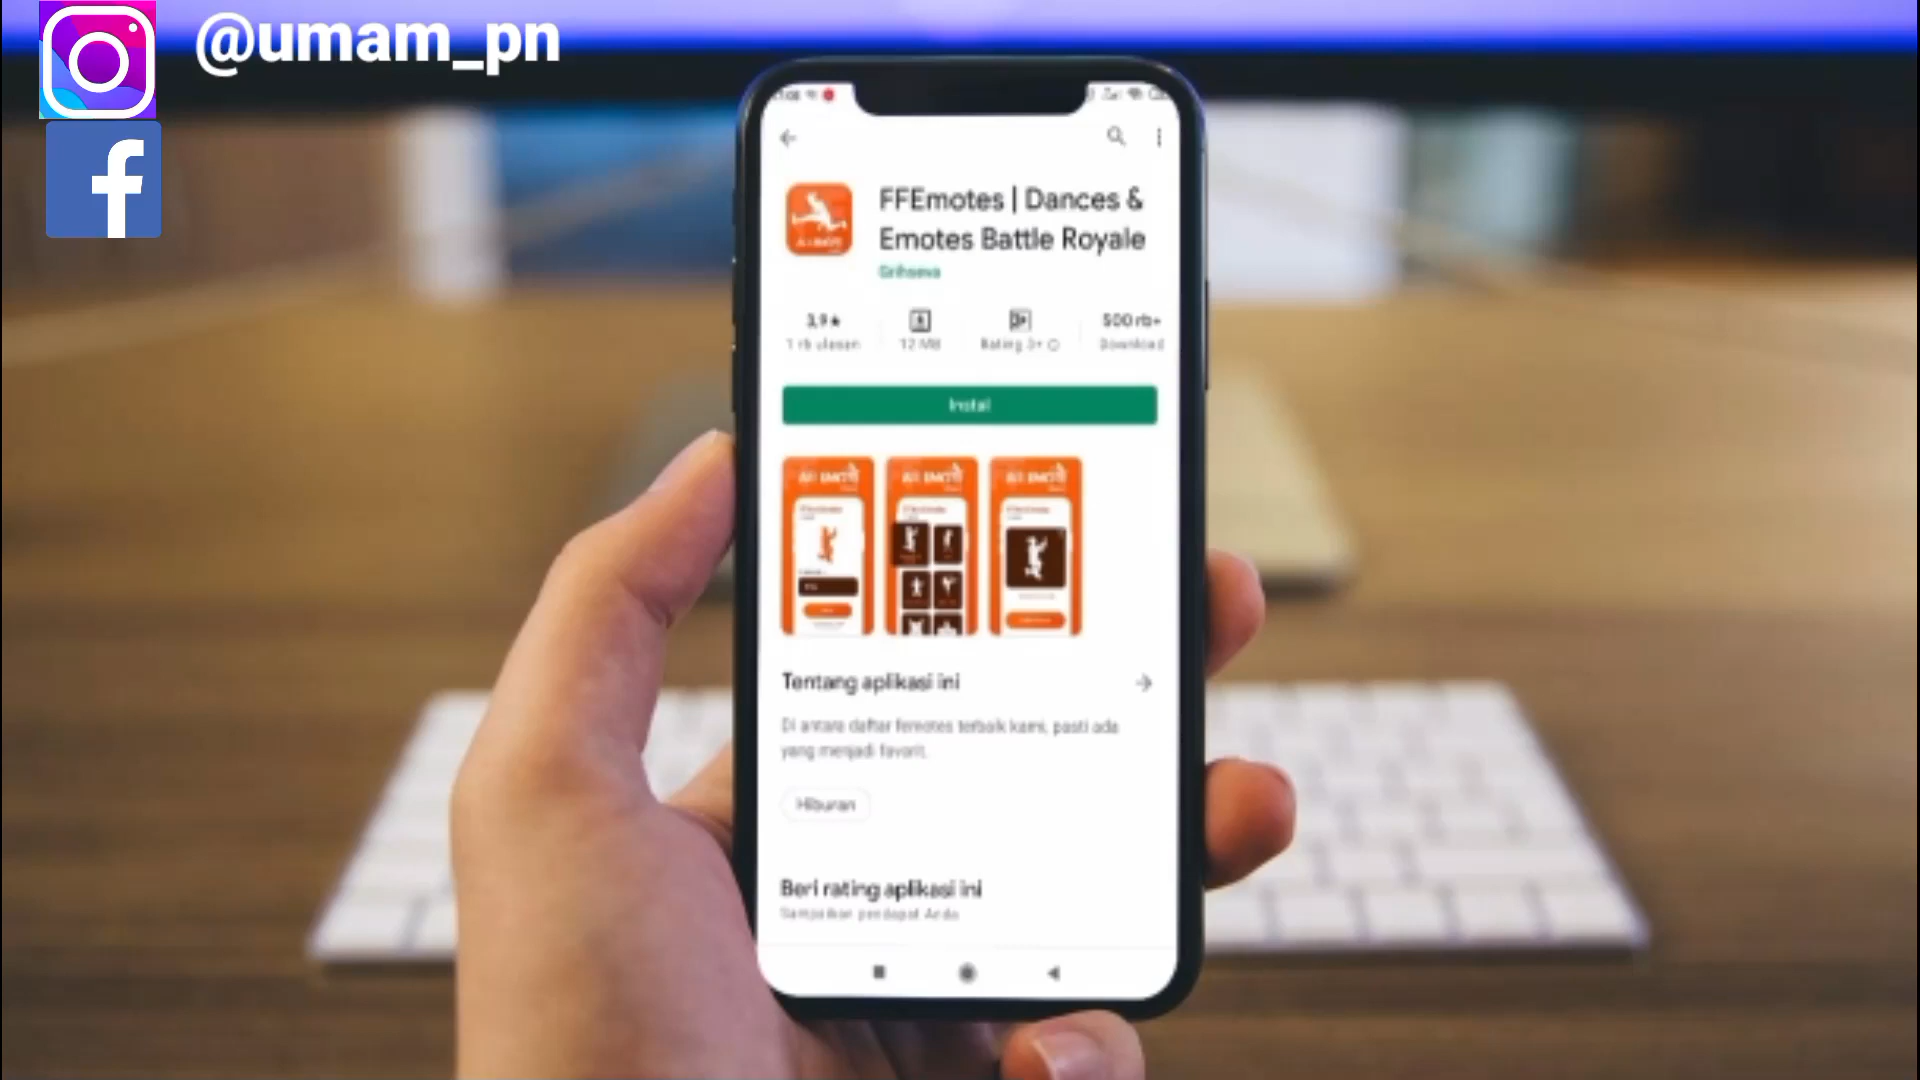 @umam_pn
FFEmotes | Dances &
Emotes Battle Royale
Grihseva
3,9★
500 rb+
1 rb ulasan
12 MB
Rating 3+
Download
Instal
Tentang aplikasi ini
Di antara daftar femotes terbaik kami, pasti ada
yang menjadi favorit.
Hiburan
Beri rating aplikasi ini
Sampaikan pendapat Anda